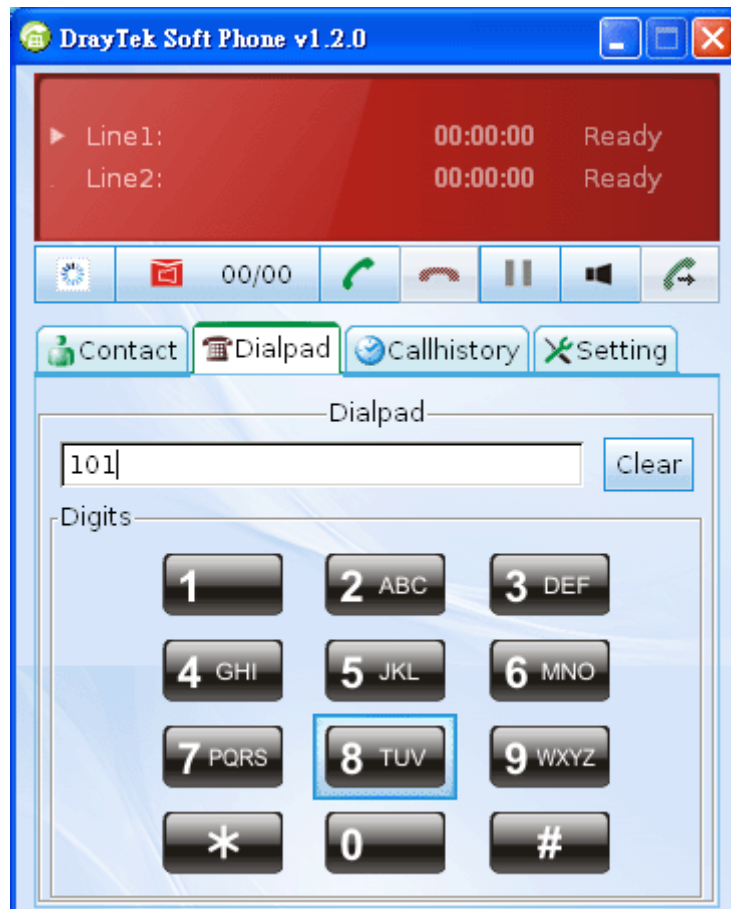 DrayTek Soft Phone v1.2.0
Line1: 00:00:00 Ready
Line2: 00:00:00 Ready
00/00
Contact Dialpad Callhistory Setting
Dialpad
101 Clear
Digits
1 2 ABC 3 DEF
4 GHI 5 JKL 6 MNO
7 PQRS 8 TUV 9 WXYZ
* 0 #